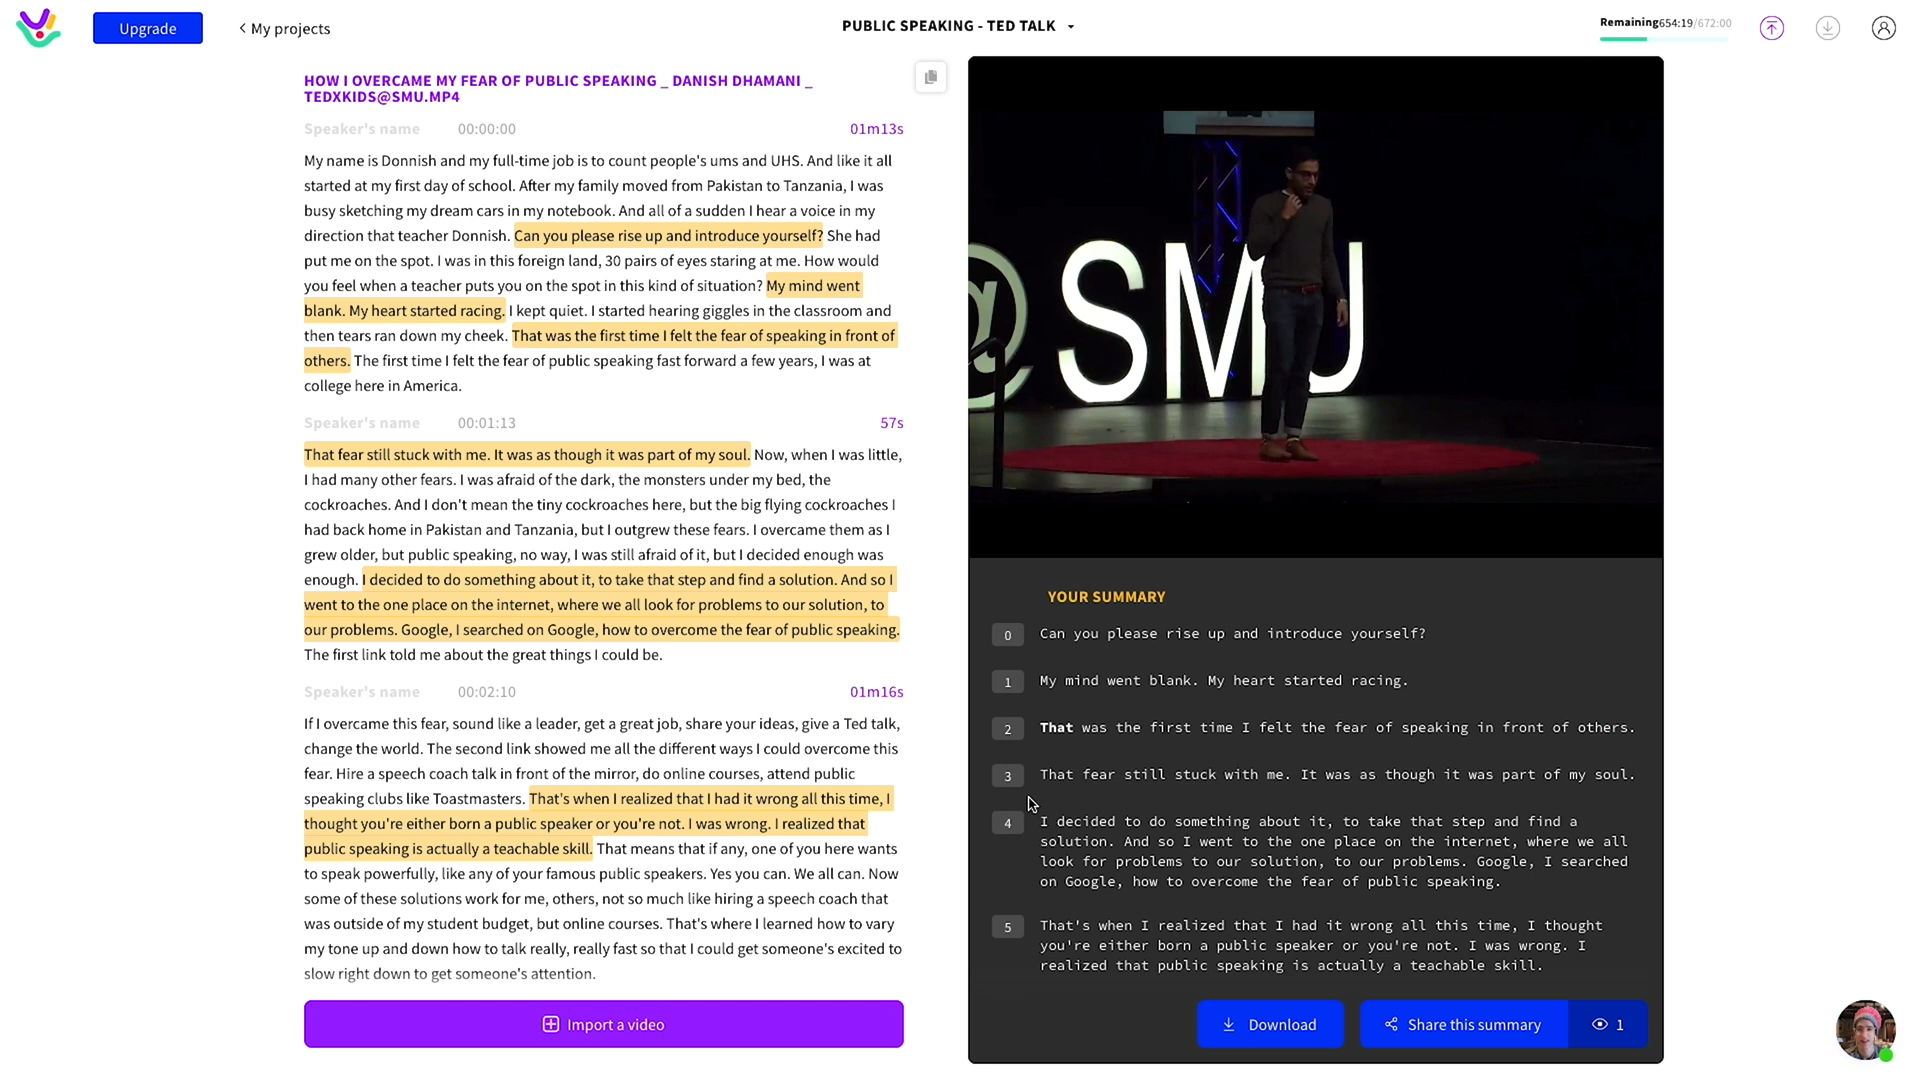 Upgrade
My projects
PUBLIC SPEAKING - TED TALK
Remaining654:19/672:00
HOW I OVERCAME MY FEAR OF PUBLIC SPEAKING _ DANISH DHAMANI _
TEDXKIDS@SMU.MP4
Speaker's name 00:00:00 01m13s
My name is Donnish and my full-time job is to count people's ums and UHS. And like it all
started at my first day of school. After my family moved from Pakistan to Tanzania, I was
busy sketching my dream cars in my notebook. And all of a sudden I hear a voice in my
direction that teacher Donnish. Can you please rise up and introduce yourself? She had
put me on the spot. I was in this foreign land, 30 pairs of eyes staring at me. How would
you feel when a teacher puts you on the spot in this kind of situation? My mind went
blank. My heart started racing. I kept quiet. I started hearing giggles in the classroom and
then tears ran down my cheek. That was the first time I felt the fear of speaking in front of
others. The first time I felt the fear of public speaking fast forward a few years, I was at
college here in America.
Speaker's name 00:01:13 57s
That fear still stuck with me. It was as though it was part of my soul. Now, when I was little,
I had many other fears. I was afraid of the dark, the monsters under my bed, the
cockroaches. And I don't mean the tiny cockroaches here, but the big flying cockroaches I
had back home in Pakistan and Tanzania, but I outgrew these fears. I overcame them as I
grew older, but public speaking, no way, I was still afraid of it, but I decided enough was
enough. I decided to do something about it, to take that step and find a solution. And so I
went to the one place on the internet, where we all look for problems to our solution, to
our problems. Google, I searched on Google, how to overcome the fear of public speaking.
The first link told me about the great things I could be.
Speaker's name 00:02:10 01m16s
If I overcame this fear, sound like a leader, get a great job, share your ideas, give a Ted talk,
change the world. The second link showed me all the different ways I could overcome this
fear. Hire a speech coach talk in front of the mirror, do online courses, attend public
speaking clubs like Toastmasters. That's when I realized that I had it wrong all this time, I
thought you're either born a public speaker or you're not. I was wrong. I realized that
public speaking is actually a teachable skill. That means that if any, one of you here wants
to speak powerfully, like any of your famous public speakers. Yes you can. We all can. Now
some of these solutions work for me, others, not so much like hiring a speech coach that
was outside of my student budget, but online courses. That's where I learned how to vary
my tone up and down how to talk really, really fast so that I could get someone's excited to
slow right down to get someone's attention.
Import a video
@SMU
YOUR SUMMARY
0 Can you please rise up and introduce yourself?
1 My mind went blank. My heart started racing.
2 That was the first time I felt the fear of speaking in front of others.
3 That fear still stuck with me. It was as though it was part of my soul.
4 I decided to do something about it, to take that step and find a
solution. And so I went to the one place on the internet, where we all
look for problems to our solution, to our problems. Google, I searched
on Google, how to overcome the fear of public speaking.
5 That's when I realized that I had it wrong all this time, I thought
you're either born a public speaker or you're not. I was wrong. I
realized that public speaking is actually a teachable skill.
Download
Share this summary
1